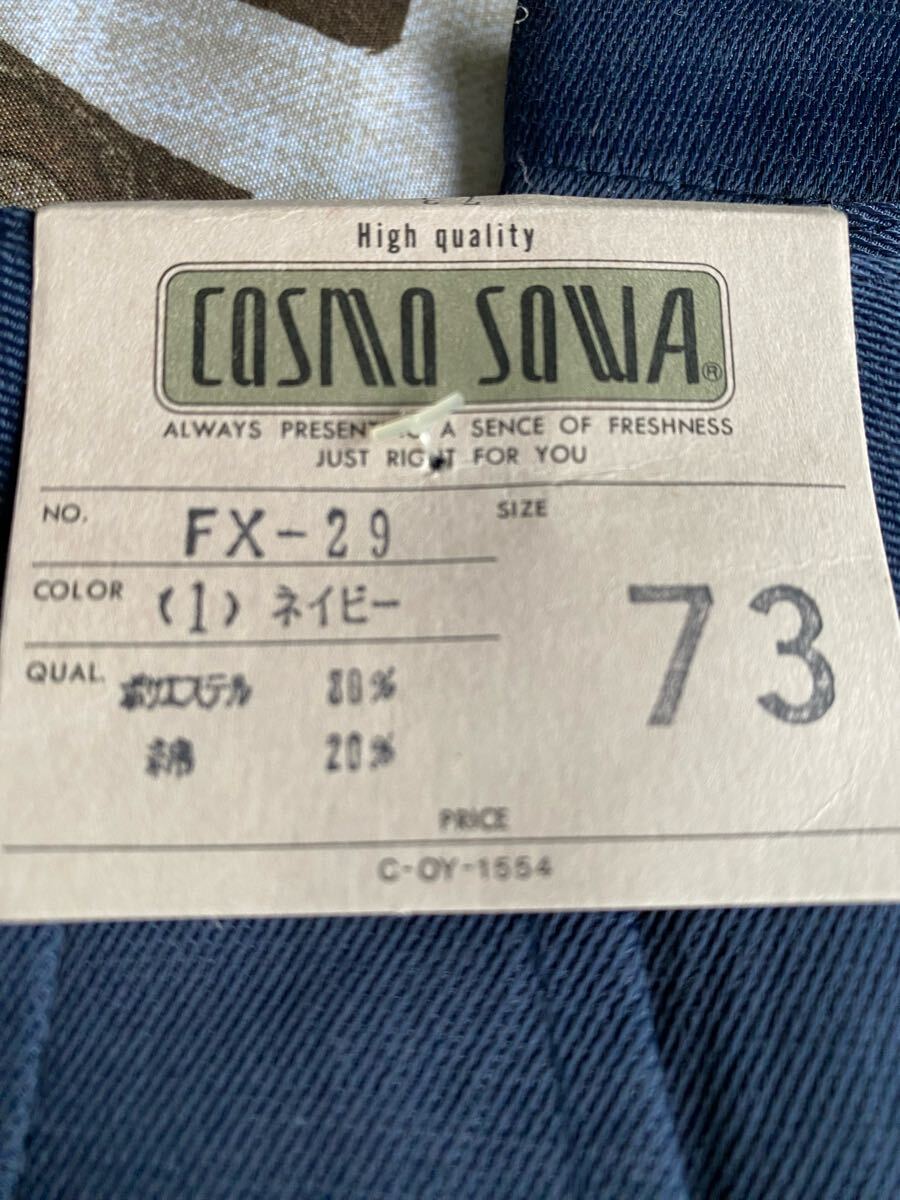 High quality
COSMO SOWA®
ALWAYS PRESENT A SENCE OF FRESHNESS
JUST FOR YOU
NO. FX-29
SIZE 73
COLOR (1) ネイビー
QUAL. ポリエステル 80%
綿 20%
PRICE
C-OY-1554